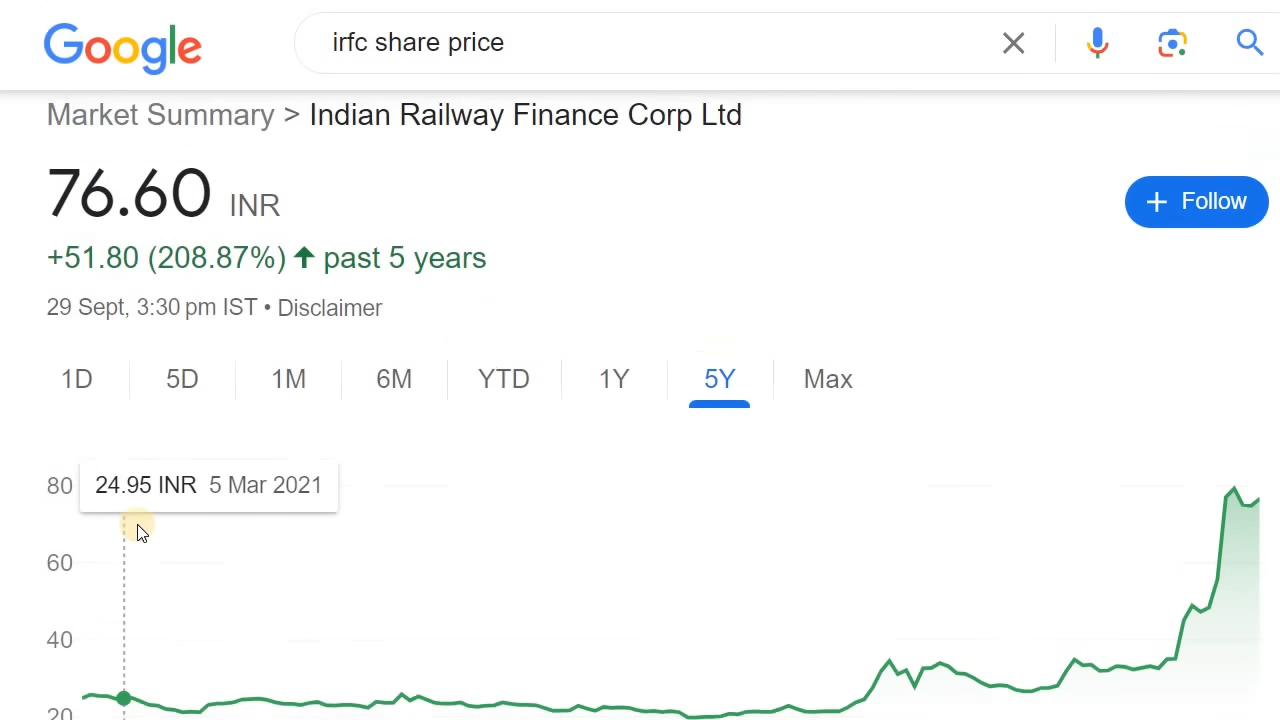 Google
irfc share price
Market Summary > Indian Railway Finance Corp Ltd
76.60 INR
+ Follow
+51.80 (208.87%) ↑ past 5 years
29 Sept, 3:30 pm IST • Disclaimer
1D 5D 1M 6M YTD 1Y 5Y Max
80
24.95 INR 5 Mar 2021
60
40
20